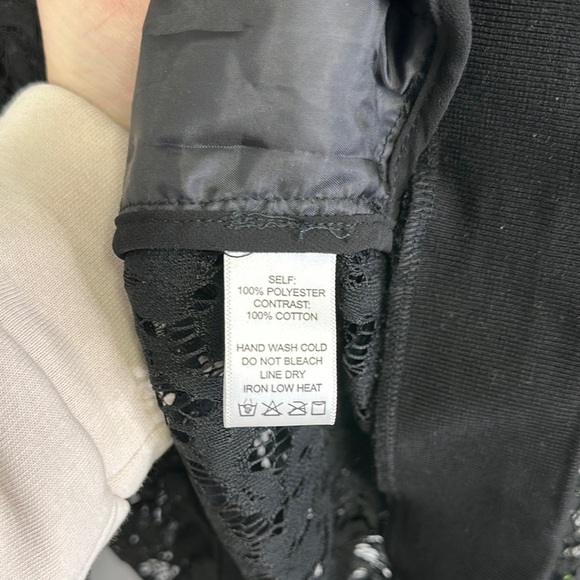 SELF:
100% POLYESTER
CONTRAST:
100% COTTON
HAND WASH COLD
DO NOT BLEACH
LINE DRY
IRON LOW HEAT